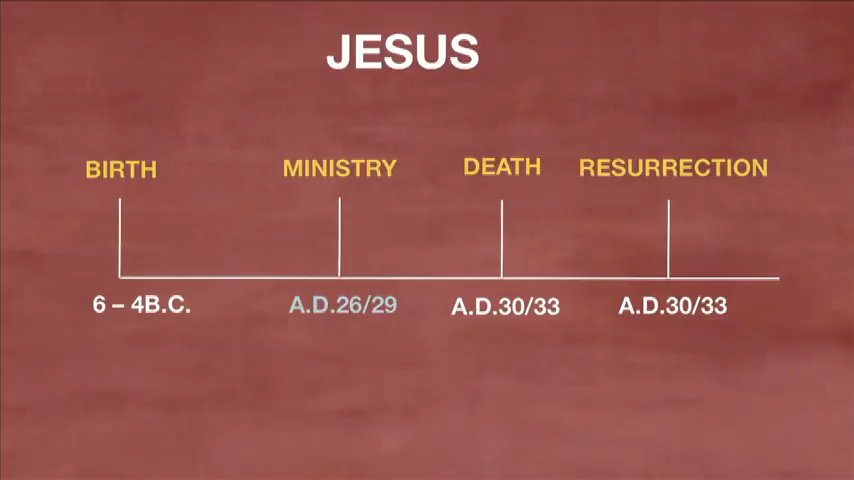 JESUS
BIRTH MINISTRY DEATH RESURRECTION
6 – 4B.C. A.D.26/29 A.D.30/33 A.D.30/33